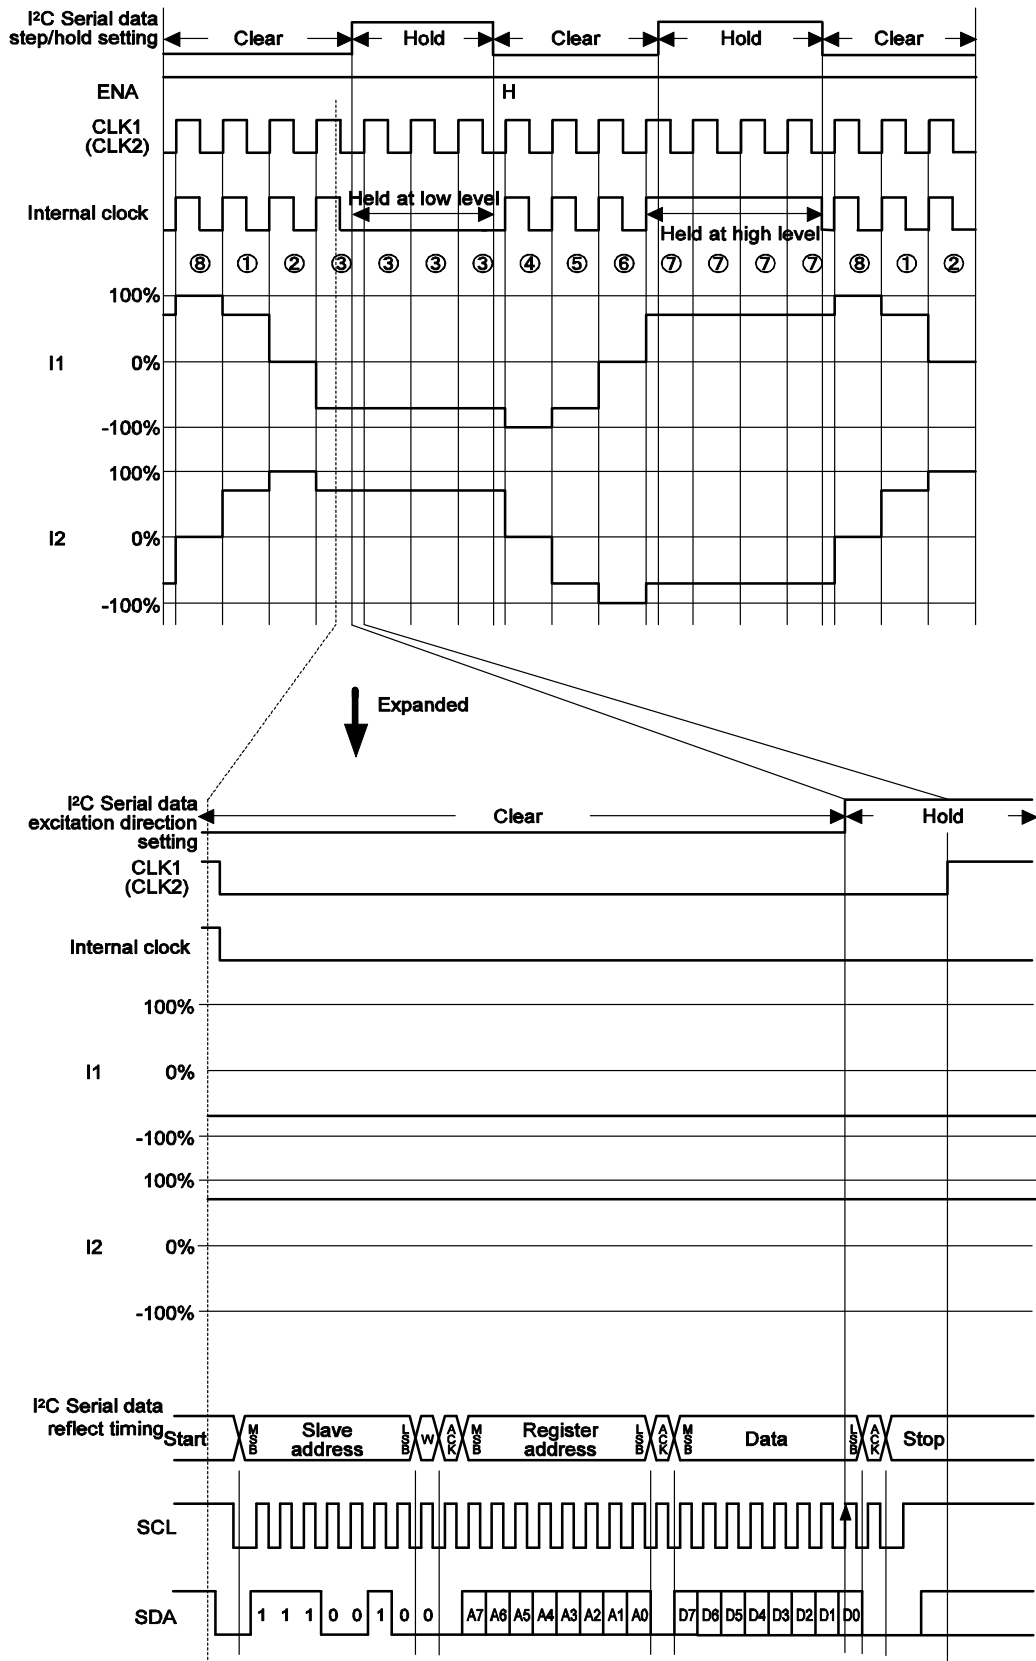 I²C Serial data
step/hold setting
Clear Hold Clear Hold Clear
ENA H
CLK1
(CLK2)
Internal clock
Held at low level
Held at high level
⑧ ① ② ③ ③ ③ ③ ④ ⑤ ⑥ ⑦ ⑦ ⑦ ⑦ ⑧ ① ②
100%
I1 0%
-100%
100%
I2 0%
-100%
Expanded
I²C Serial data
excitation direction
setting
Clear Hold
CLK1
(CLK2)
Internal clock
100%
I1 0%
-100%
100%
I2 0%
-100%
I²C Serial data
reflect timing
Start MSB Slave address LSB W ACK MSB Register address LSB ACK MSB Data LSB ACK Stop
SCL
SDA 1 1 1 0 0 1 0 0 A7 A6 A5 A4 A3 A2 A1 A0 D7 D6 D5 D4 D3 D2 D1 D0